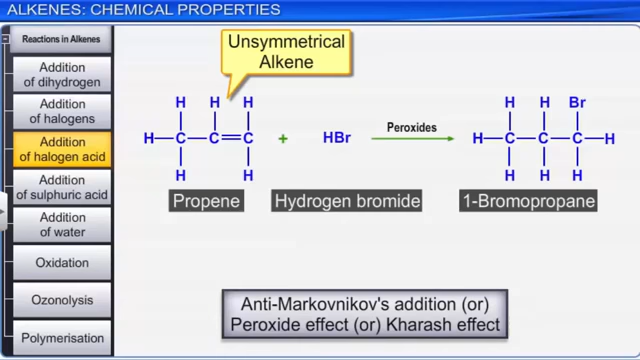 ALKENES: CHEMICAL PROPERTIES
Reactions in Alkenes
Addition
of dihydrogen
Addition
of halogens
Addition
of halogen acid
Addition
of sulphuric acid
Addition
of water
Oxidation
Ozonolysis
Polymerisation
Unsymmetrical
Alkene
H H H
H C C C
H H
+ HBr
Peroxides
H H Br
H C C C H
H H H
Propene
Hydrogen bromide
1-Bromopropane
Anti-Markovnikov's addition (or)
Peroxide effect (or) Kharash effect